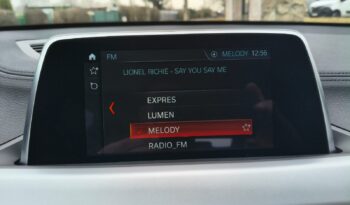 FM MELODY 12:56
LIONEL RICHIE - SAY YOU SAY ME
EXPRES
LUMEN
MELODY
RADIO_FM